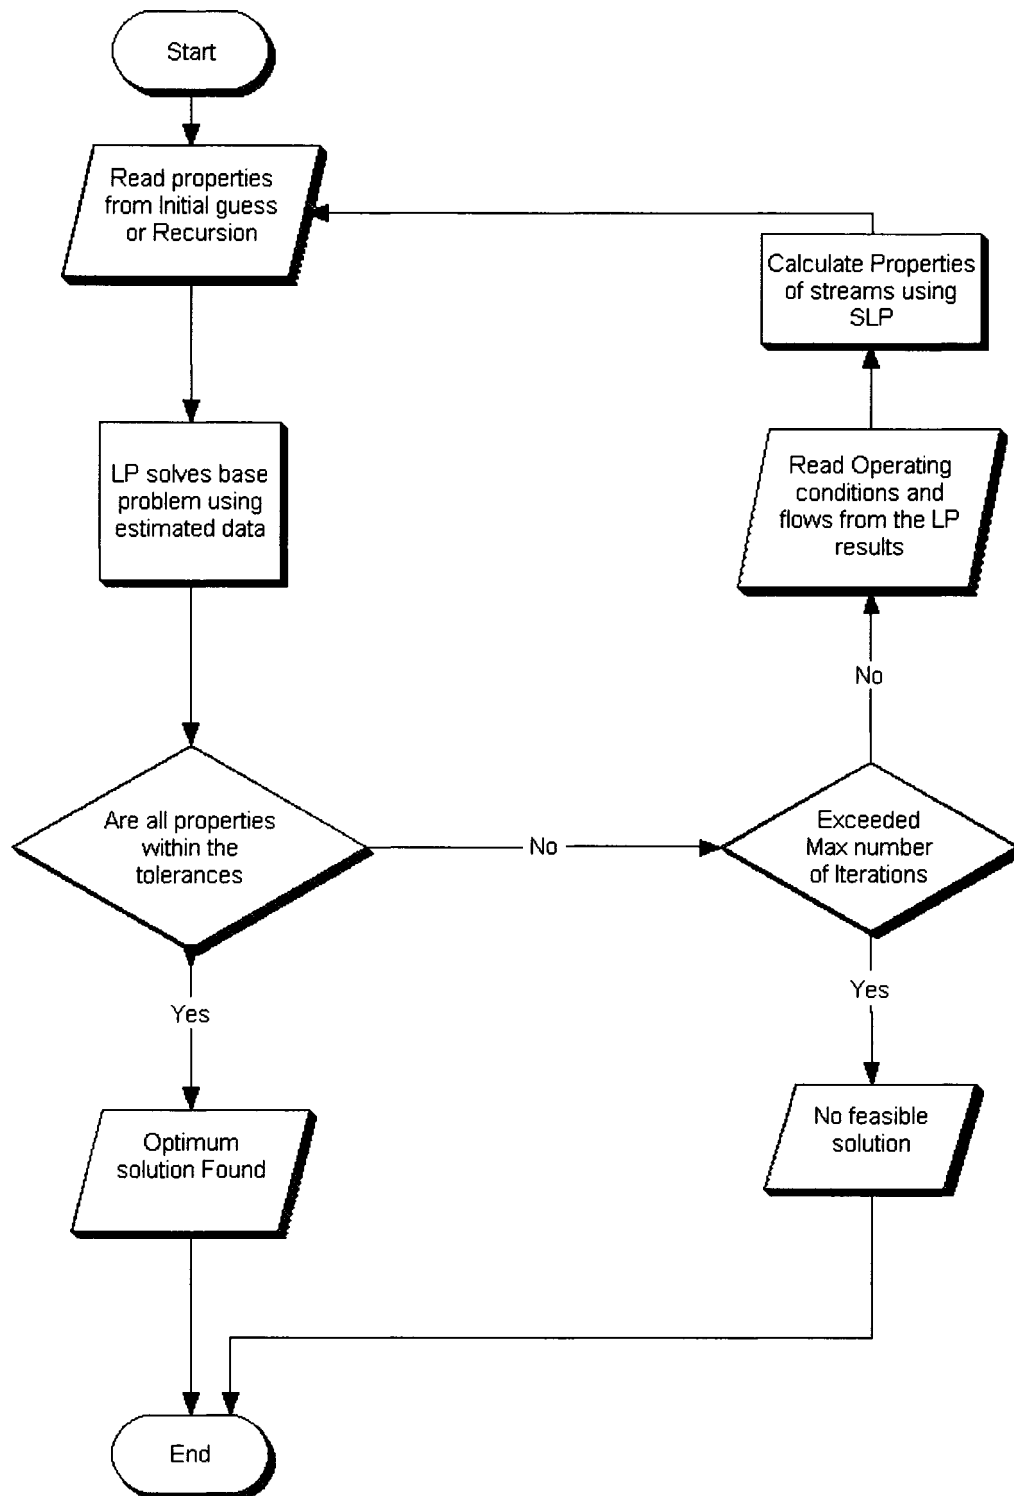 Start
Read properties
from Initial guess
or Recursion
Calculate Properties
of streams using
SLP
LP solves base
problem using
estimated data
Read Operating
conditions and
flows from the LP
results
No
Are all properties
within the
tolerances
No
Exceeded
Max number
of Iterations
Yes
Yes
Optimum
solution Found
No feasible
solution
End